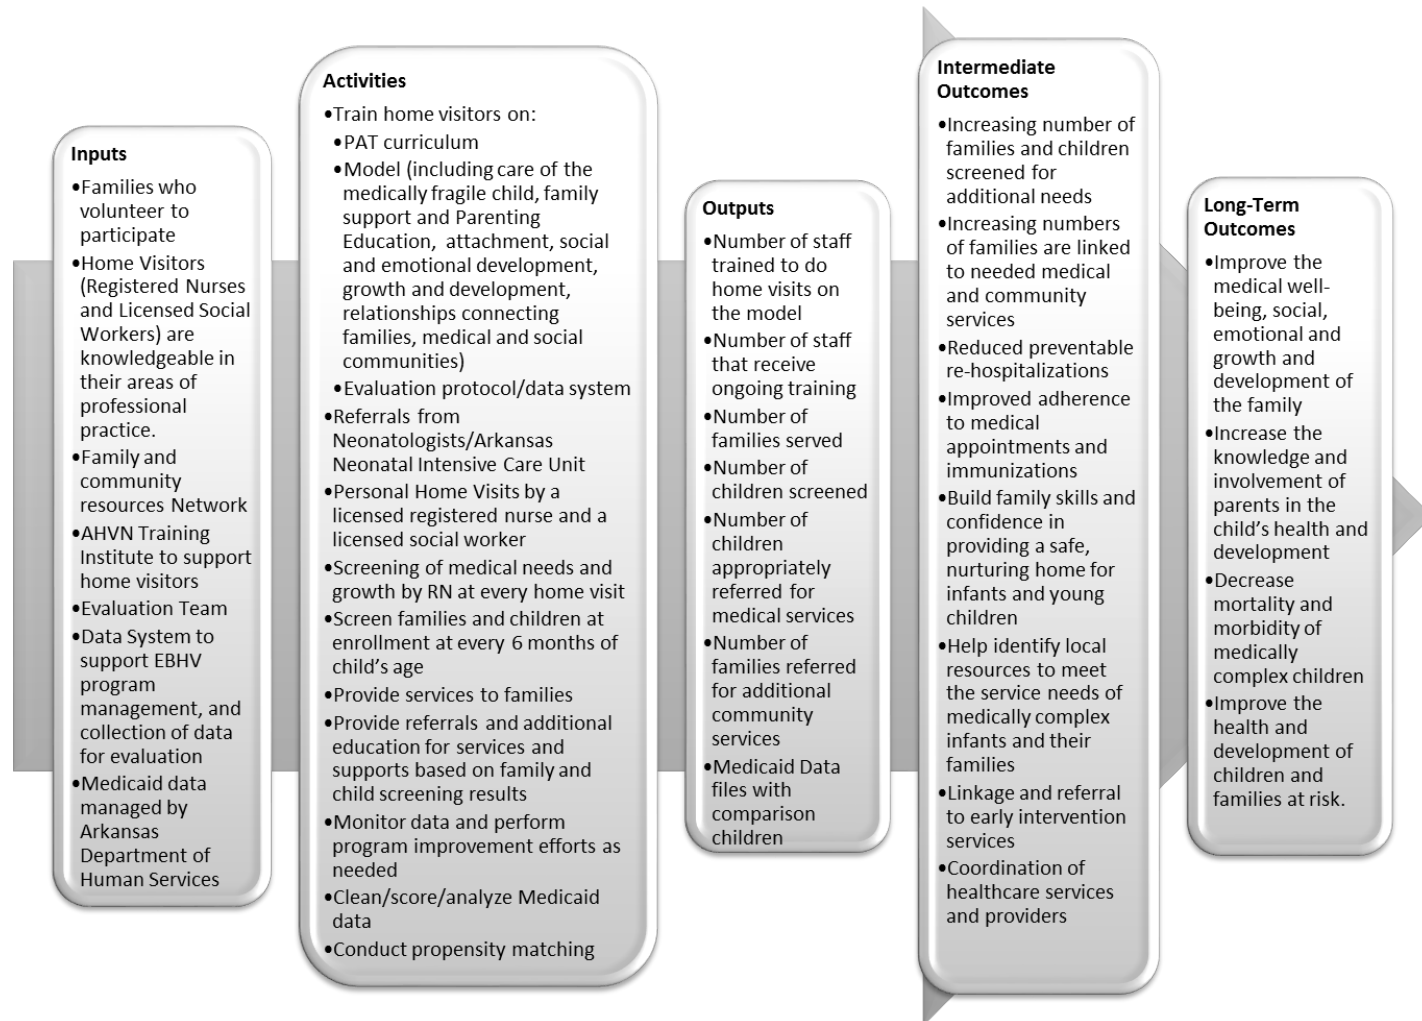 Inputs
•Families who
volunteer to
participate
•Home Visitors
(Registered Nurses
and Licensed Social
Workers) are
knowledgeable in
their areas of
professional
practice.
•Family and
community
resources Network
•AHVN Training
Institute to support
home visitors
•Evaluation Team
•Data System to
support EBHV
program
management, and
collection of data
for evaluation
•Medicaid data
managed by
Arkansas
Department of
Human Services
Activities
•Train home visitors on:
•PAT curriculum
•Model (including care of the
medically fragile child, family
support and Parenting
Education, attachment, social
and emotional development,
growth and development,
relationships connecting
families, medical and social
communities)
•Evaluation protocol/data system
•Referrals from
Neonatologists/Arkansas
Neonatal Intensive Care Unit
•Personal Home Visits by a
licensed registered nurse and a
licensed social worker
•Screening of medical needs and
growth by RN at every home visit
•Screen families and children at
enrollment at every 6 months of
child's age
•Provide services to families
•Provide referrals and additional
education for services and
supports based on family and
child screening results
•Monitor data and perform
program improvement efforts as
needed
•Clean/score/analyze Medicaid
data
•Conduct propensity matching
Outputs
•Number of staff
trained to do
home visits on
the model
•Number of staff
that receive
ongoing training
•Number of
families served
•Number of
children screened
•Number of
children
appropriately
referred for
medical services
•Number of
families referred
for additional
community
services
•Medicaid Data
files with
comparison
children
Intermediate
Outcomes
•Increasing number of
families and children
screened for
additional needs
•Increasing numbers
of families are linked
to needed medical
and community
services
•Reduced preventable
re-hospitalizations
•Improved adherence
to medical
appointments and
immunizations
•Build family skills and
confidence in
providing a safe,
nurturing home for
infants and young
children
•Help identify local
resources to meet
the service needs of
medically complex
infants and their
families
•Linkage and referral
to early intervention
services
•Coordination of
healthcare services
and providers
Long-Term
Outcomes
•Improve the
medical well-
being, social,
emotional and
growth and
development of
the family
•Increase the
knowledge and
involvement of
parents in the
child's health and
development
•Decrease
mortality and
morbidity of
medically
complex children
•Improve the
health and
development of
children and
families at risk.